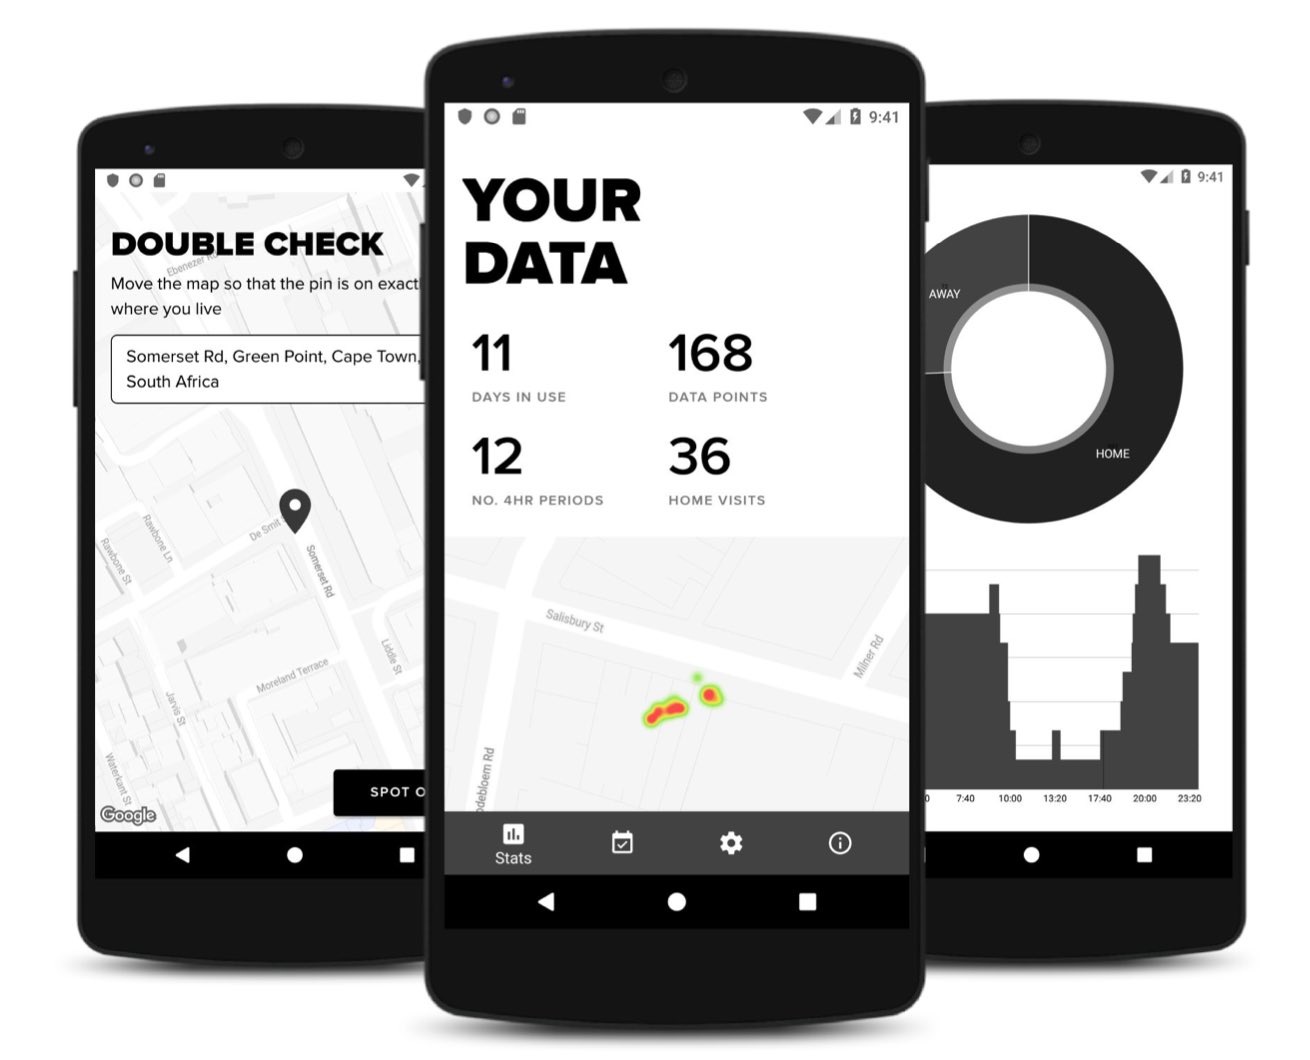 DOUBLE CHECK
Move the map so that the pin is on exact
where you live
Somerset Rd, Green Point, Cape Town,
South Africa
Ebenezer
Rawbone Ln
Rawbone St
De Smit
Somerset Rd
Liddle St
Moreland Terrace
Jarvis St
Waterkant St
SPOT O
Google
9:41
YOUR
DATA
11
168
DAYS IN USE
DATA POINTS
12
36
NO. 4HR PERIODS
HOME VISITS
Salisbury St
Milner Rd
odebloem Rd
Stats
9:41
AWAY
HOME
0 7:40 10:00 13:20 17:40 20:00 23:20